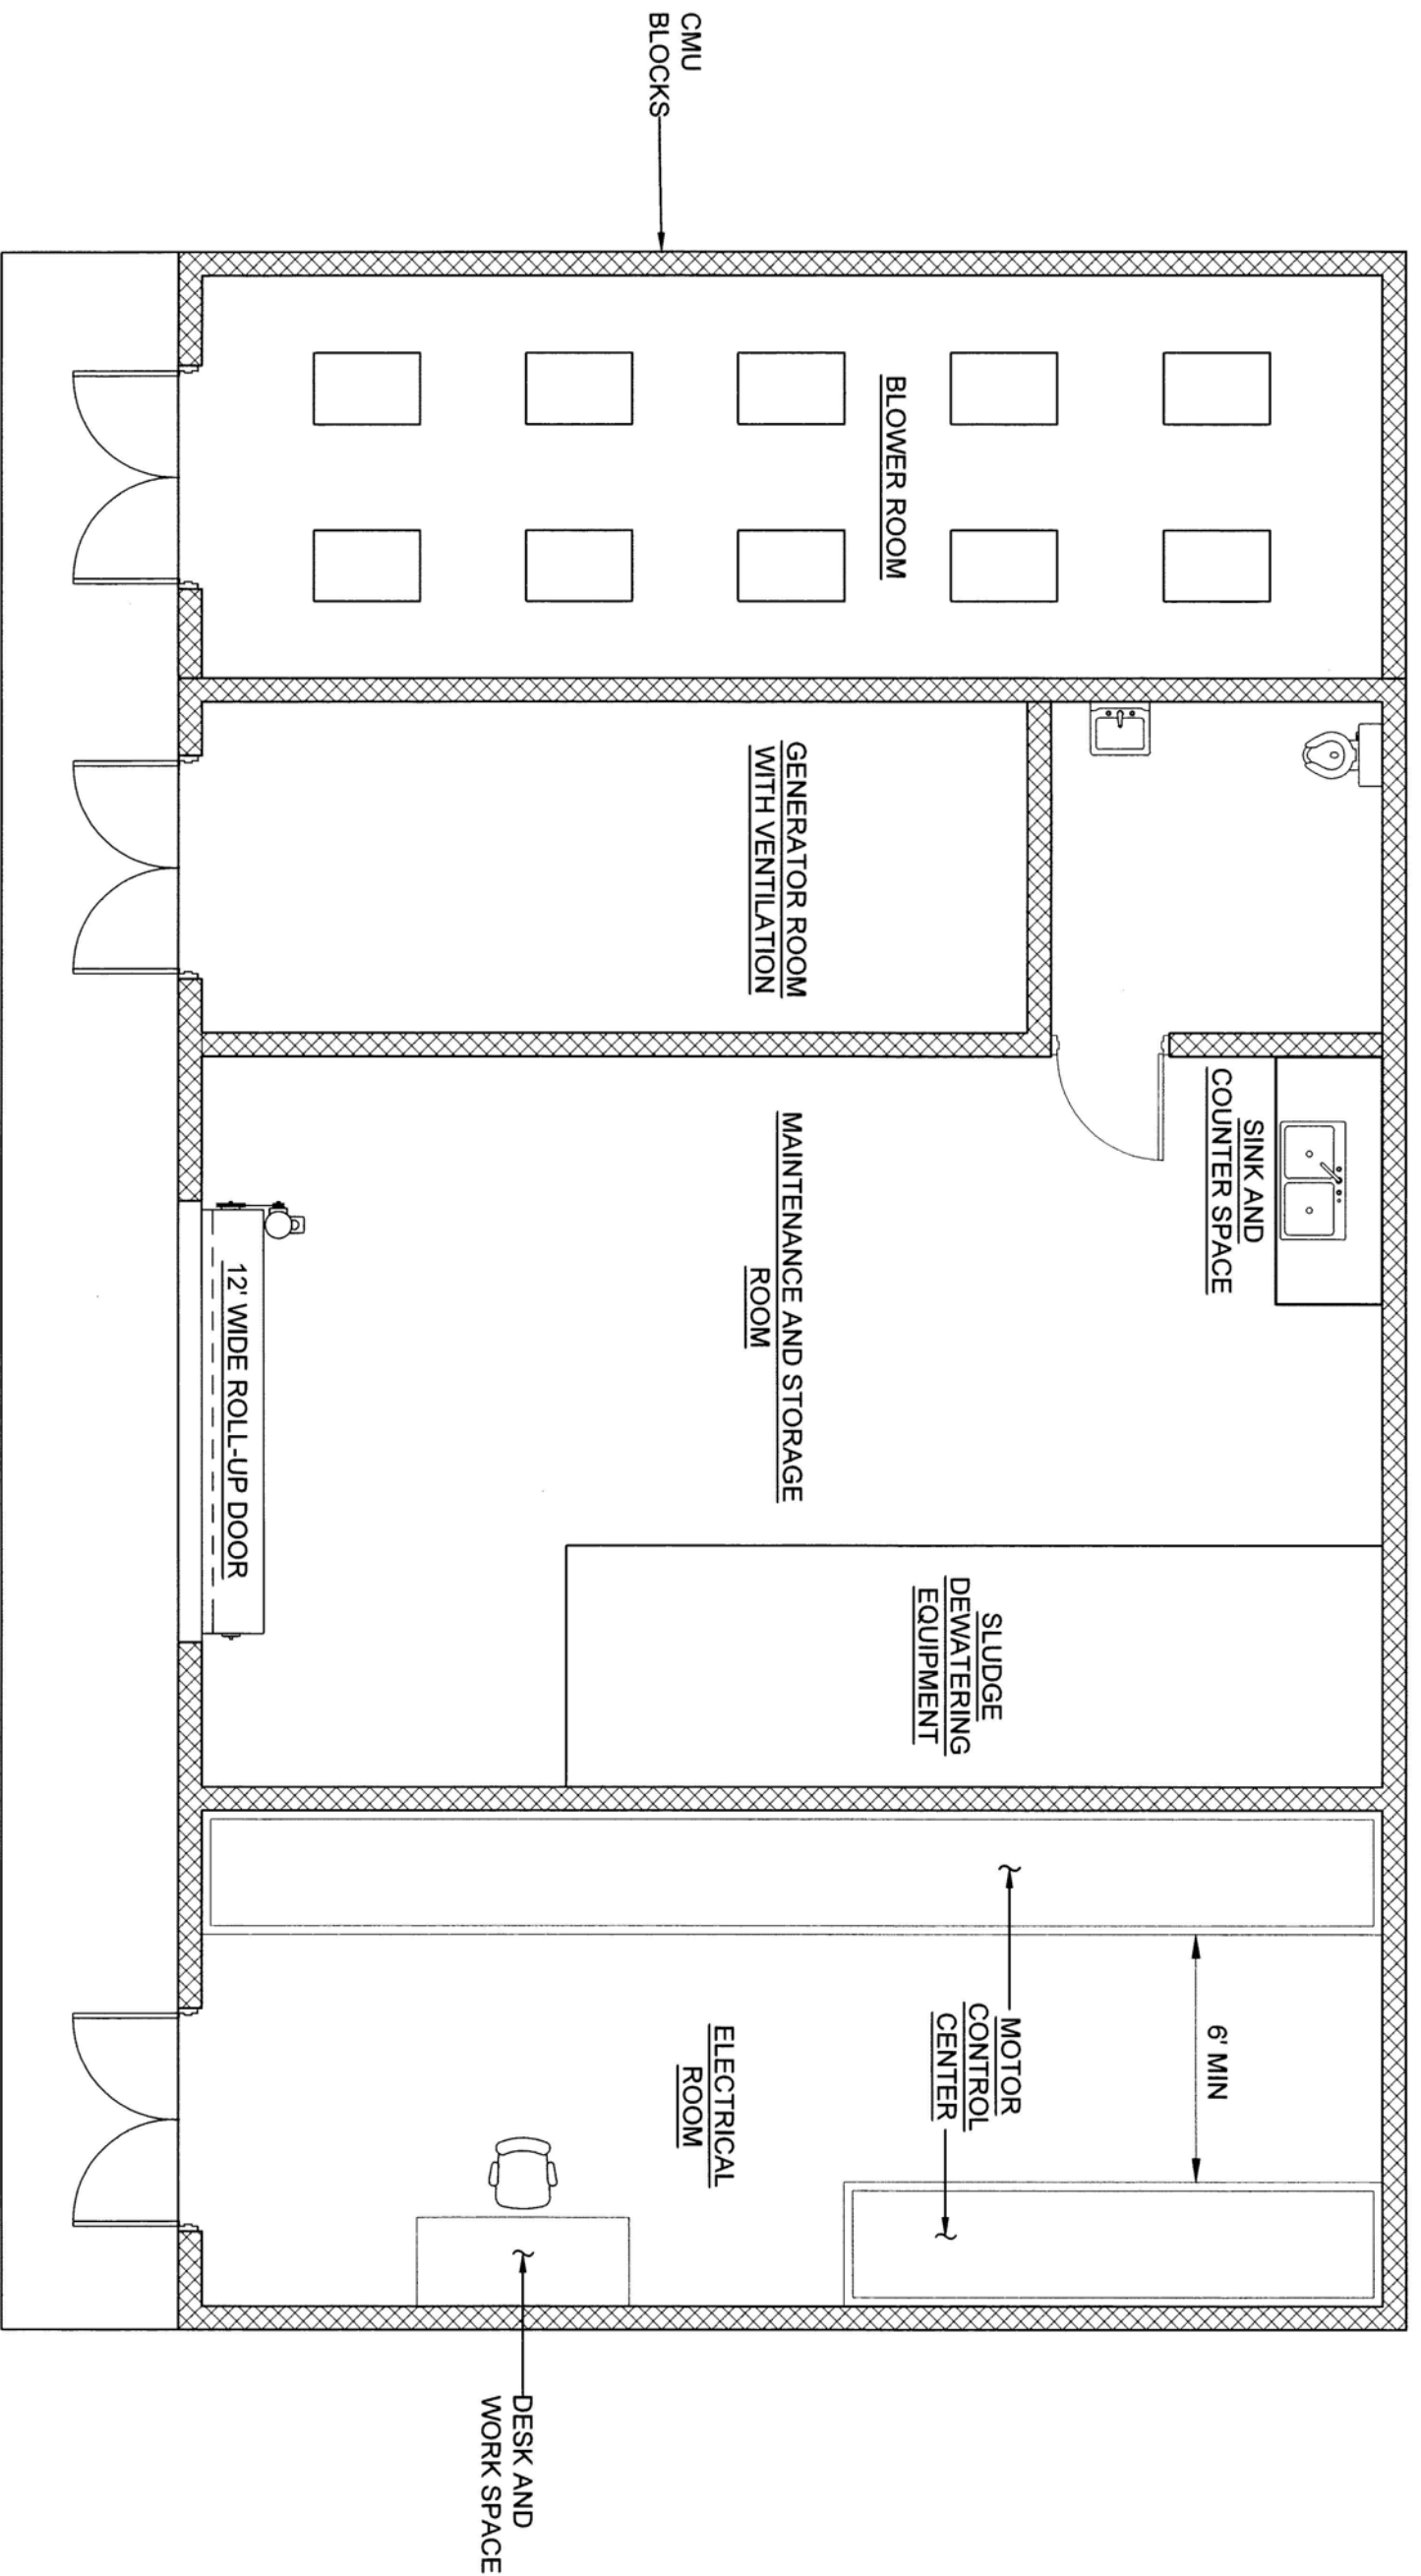 CMU
BLOCKS
BLOWER ROOM
GENERATOR ROOM
WITH VENTILATION
SINK AND
COUNTER SPACE
MAINTENANCE AND STORAGE
ROOM
12' WIDE ROLL-UP DOOR
SLUDGE
DEWATERING
EQUIPMENT
6' MIN
MOTOR
CONTROL
CENTER
ELECTRICAL
ROOM
DESK AND
WORK SPACE